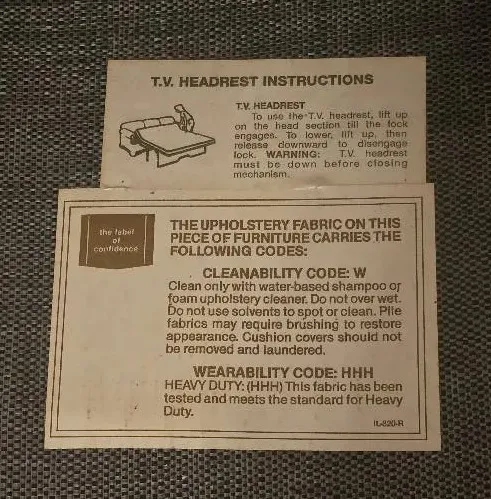 T.V. HEADREST INSTRUCTIONS
T.V. HEADREST
To use the T.V. headrest, lift up
on the head section till the lock
engages. To lower, lift up, then
release downward to disengage
lock. WARNING: T.V. headrest
must be down before closing
mechanism.
the label
of
confidence
THE UPHOLSTERY FABRIC ON THIS
PIECE OF FURNITURE CARRIES THE
FOLLOWING CODES:
CLEANABILITY CODE: W
Clean only with water-based shampoo or
foam upholstery cleaner. Do not over wet.
Do not use solvents to spot or clean. Pile
fabrics may require brushing to restore
appearance. Cushion covers should not
be removed and laundered.
WEARABILITY CODE: HHH
HEAVY DUTY: (HHH) This fabric has been
tested and meets the standard for Heavy
Duty.
IL-820-R